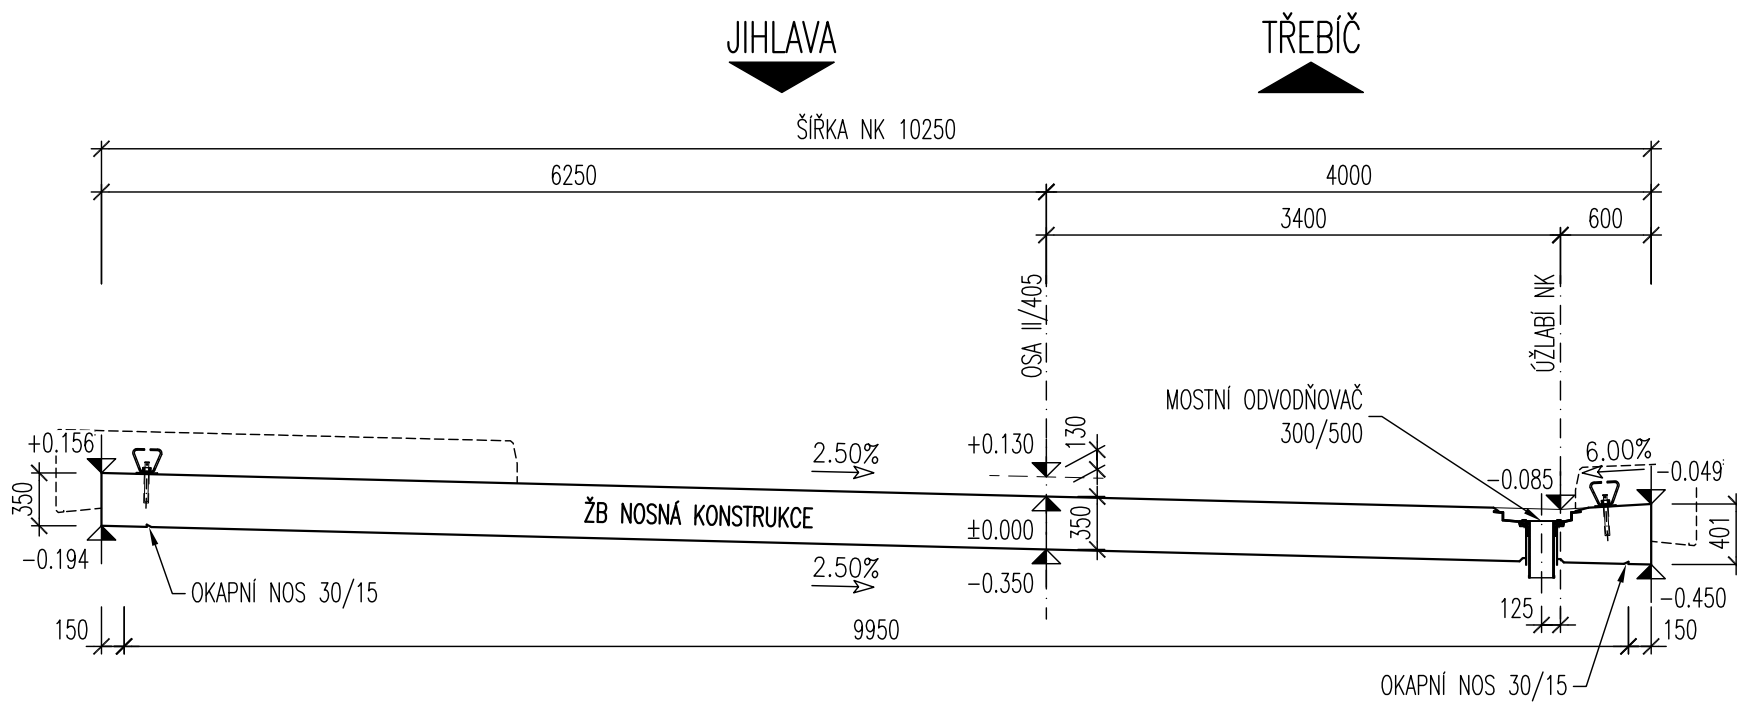 JIHLAVA
TŘEBÍČ
ŠÍŘKA NK 10250
6250
4000
3400
600
OSA II/405
ÚŽLABÍ NK
MOSTNÍ ODVODŇOVAČ
300/500
+0.156
2.50%
+0.130
130
-0.085
6.00%
-0.049
350
ŽB NOSNÁ KONSTRUKCE
±0.000
350
401
-0.194
2.50%
-0.350
-0.450
OKAPNÍ NOS 30/15
125
150
9950
150
OKAPNÍ NOS 30/15